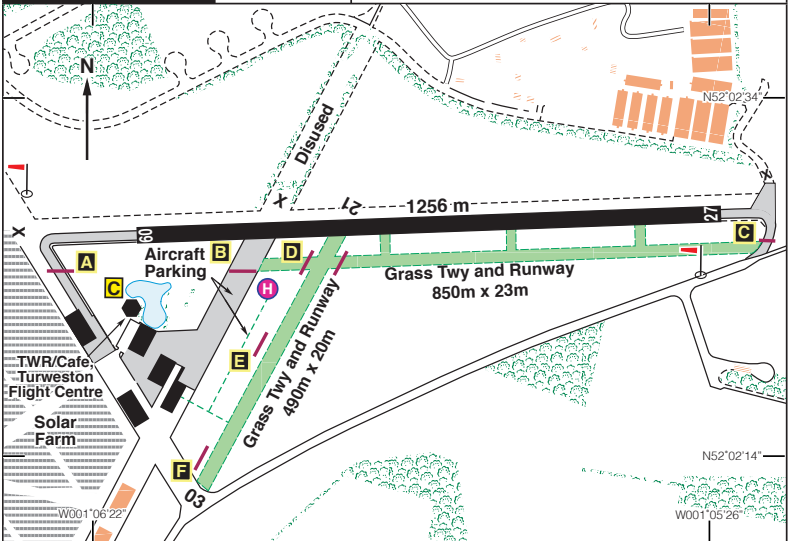 N
N52°02'34"
Disused
X
21
1256 m
27
X
X
09
Aircraft
Parking
A
B
D
C
C
H
Grass Twy and Runway
850m x 23m
E
Grass Twy and Runway
490m x 20m
TWR/Cafe,
Turweston
Flight Centre
Solar
Farm
F
03
N52°02'14"
W001°06'22"
W001°05'26"